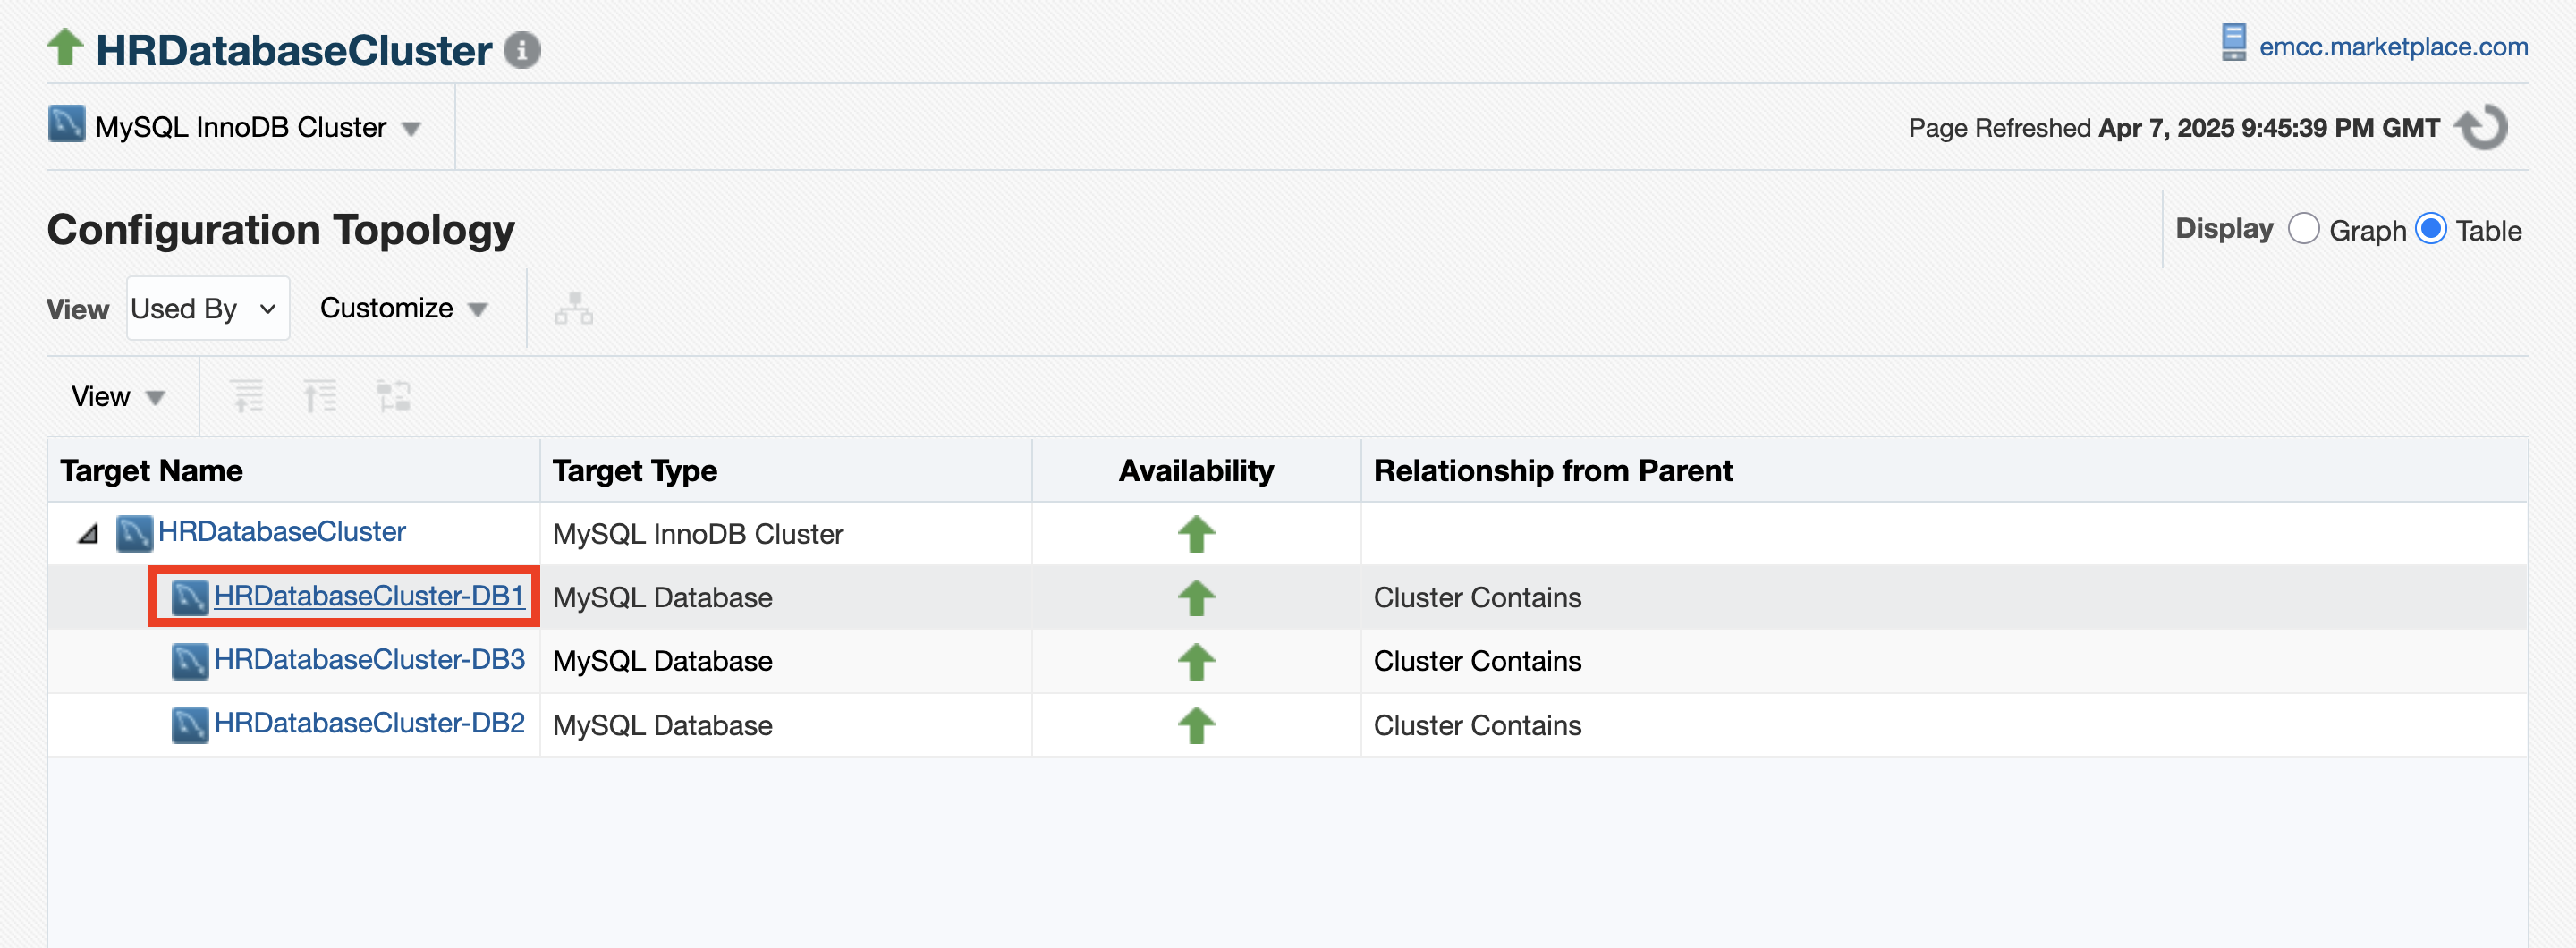 HRDatabaseCluster
emcc.marketplace.com
MySQL InnoDB Cluster
Page Refreshed Apr 7, 2025 9:45:39 PM GMT
Configuration Topology
Display Graph Table
View Used By Customize
View
Target Name Target Type Availability Relationship from Parent
HRDatabaseCluster MySQL InnoDB Cluster
HRDatabaseCluster-DB1 MySQL Database Cluster Contains
HRDatabaseCluster-DB3 MySQL Database Cluster Contains
HRDatabaseCluster-DB2 MySQL Database Cluster Contains